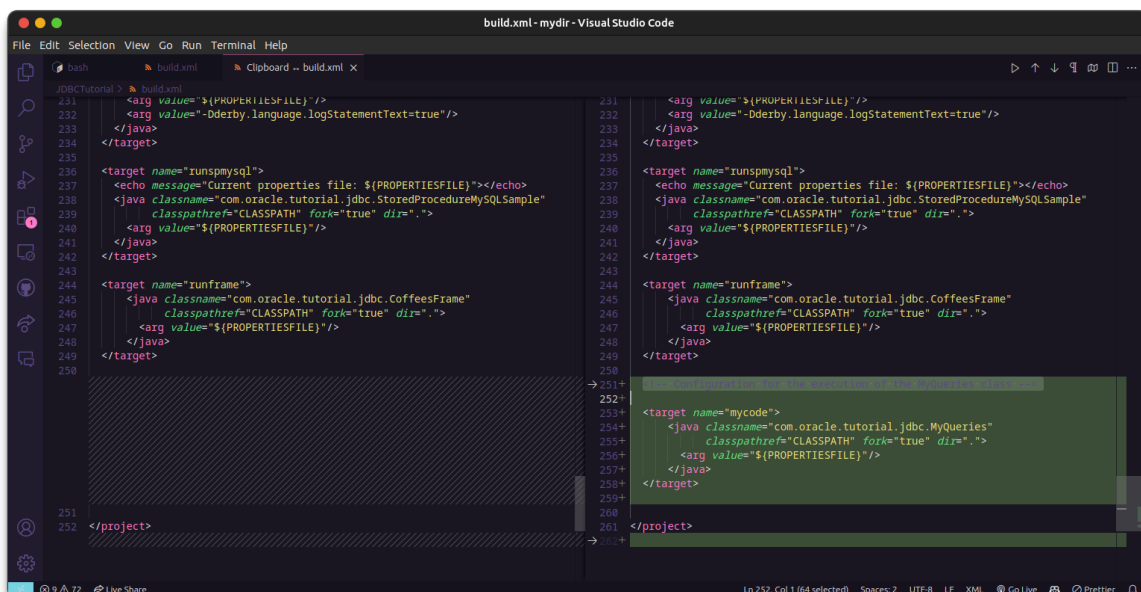 build.xml - mydir - Visual Studio Code
File Edit Selection View Go Run Terminal Help
bash
build.xml
Clipboard ↔ build.xml
JDBCTutorial > build.xml
231 <arg value="${PROPERTIESFILE}"/>
232 <arg value="-Dderby.language.logStatementText=true"/>
233 </java>
234 </target>
235
236 <target name="runspmysql">
237 <echo message="Current properties file: ${PROPERTIESFILE}"></echo>
238 <java classname="com.oracle.tutorial.jdbc.StoredProcedureMySQLSample"
239 classpathref="CLASSPATH" fork="true" dir=".">
240 <arg value="${PROPERTIESFILE}"/>
241 </java>
242 </target>
243
244 <target name="runframe">
245 <java classname="com.oracle.tutorial.jdbc.CoffeesFrame"
246 classpathref="CLASSPATH" fork="true" dir=".">
247 <arg value="${PROPERTIESFILE}"/>
248 </java>
249 </target>
250
251
252 </project>
231 <arg value="${PROPERTIESFILE}"/>
232 <arg value="-Dderby.language.logStatementText=true"/>
233 </java>
234 </target>
235
236 <target name="runspmysql">
237 <echo message="Current properties file: ${PROPERTIESFILE}"></echo>
238 <java classname="com.oracle.tutorial.jdbc.StoredProcedureMySQLSample"
239 classpathref="CLASSPATH" fork="true" dir=".">
240 <arg value="${PROPERTIESFILE}"/>
241 </java>
242 </target>
243
244 <target name="runframe">
245 <java classname="com.oracle.tutorial.jdbc.CoffeesFrame"
246 classpathref="CLASSPATH" fork="true" dir=".">
247 <arg value="${PROPERTIESFILE}"/>
248 </java>
249 </target>
250
251+ <!-- Configuration for the execution of the MyQueries class -->
252+
253+ <target name="mycode">
254+ <java classname="com.oracle.tutorial.jdbc.MyQueries"
255+ classpathref="CLASSPATH" fork="true" dir=".">
256+ <arg value="${PROPERTIESFILE}"/>
257+ </java>
258+ </target>
259+
260
261 </project>
262+
1
9 72 Live Share
Ln 252, Col 1 (64 selected) Spaces: 2 UTF-8 LF XML Go Live Prettier